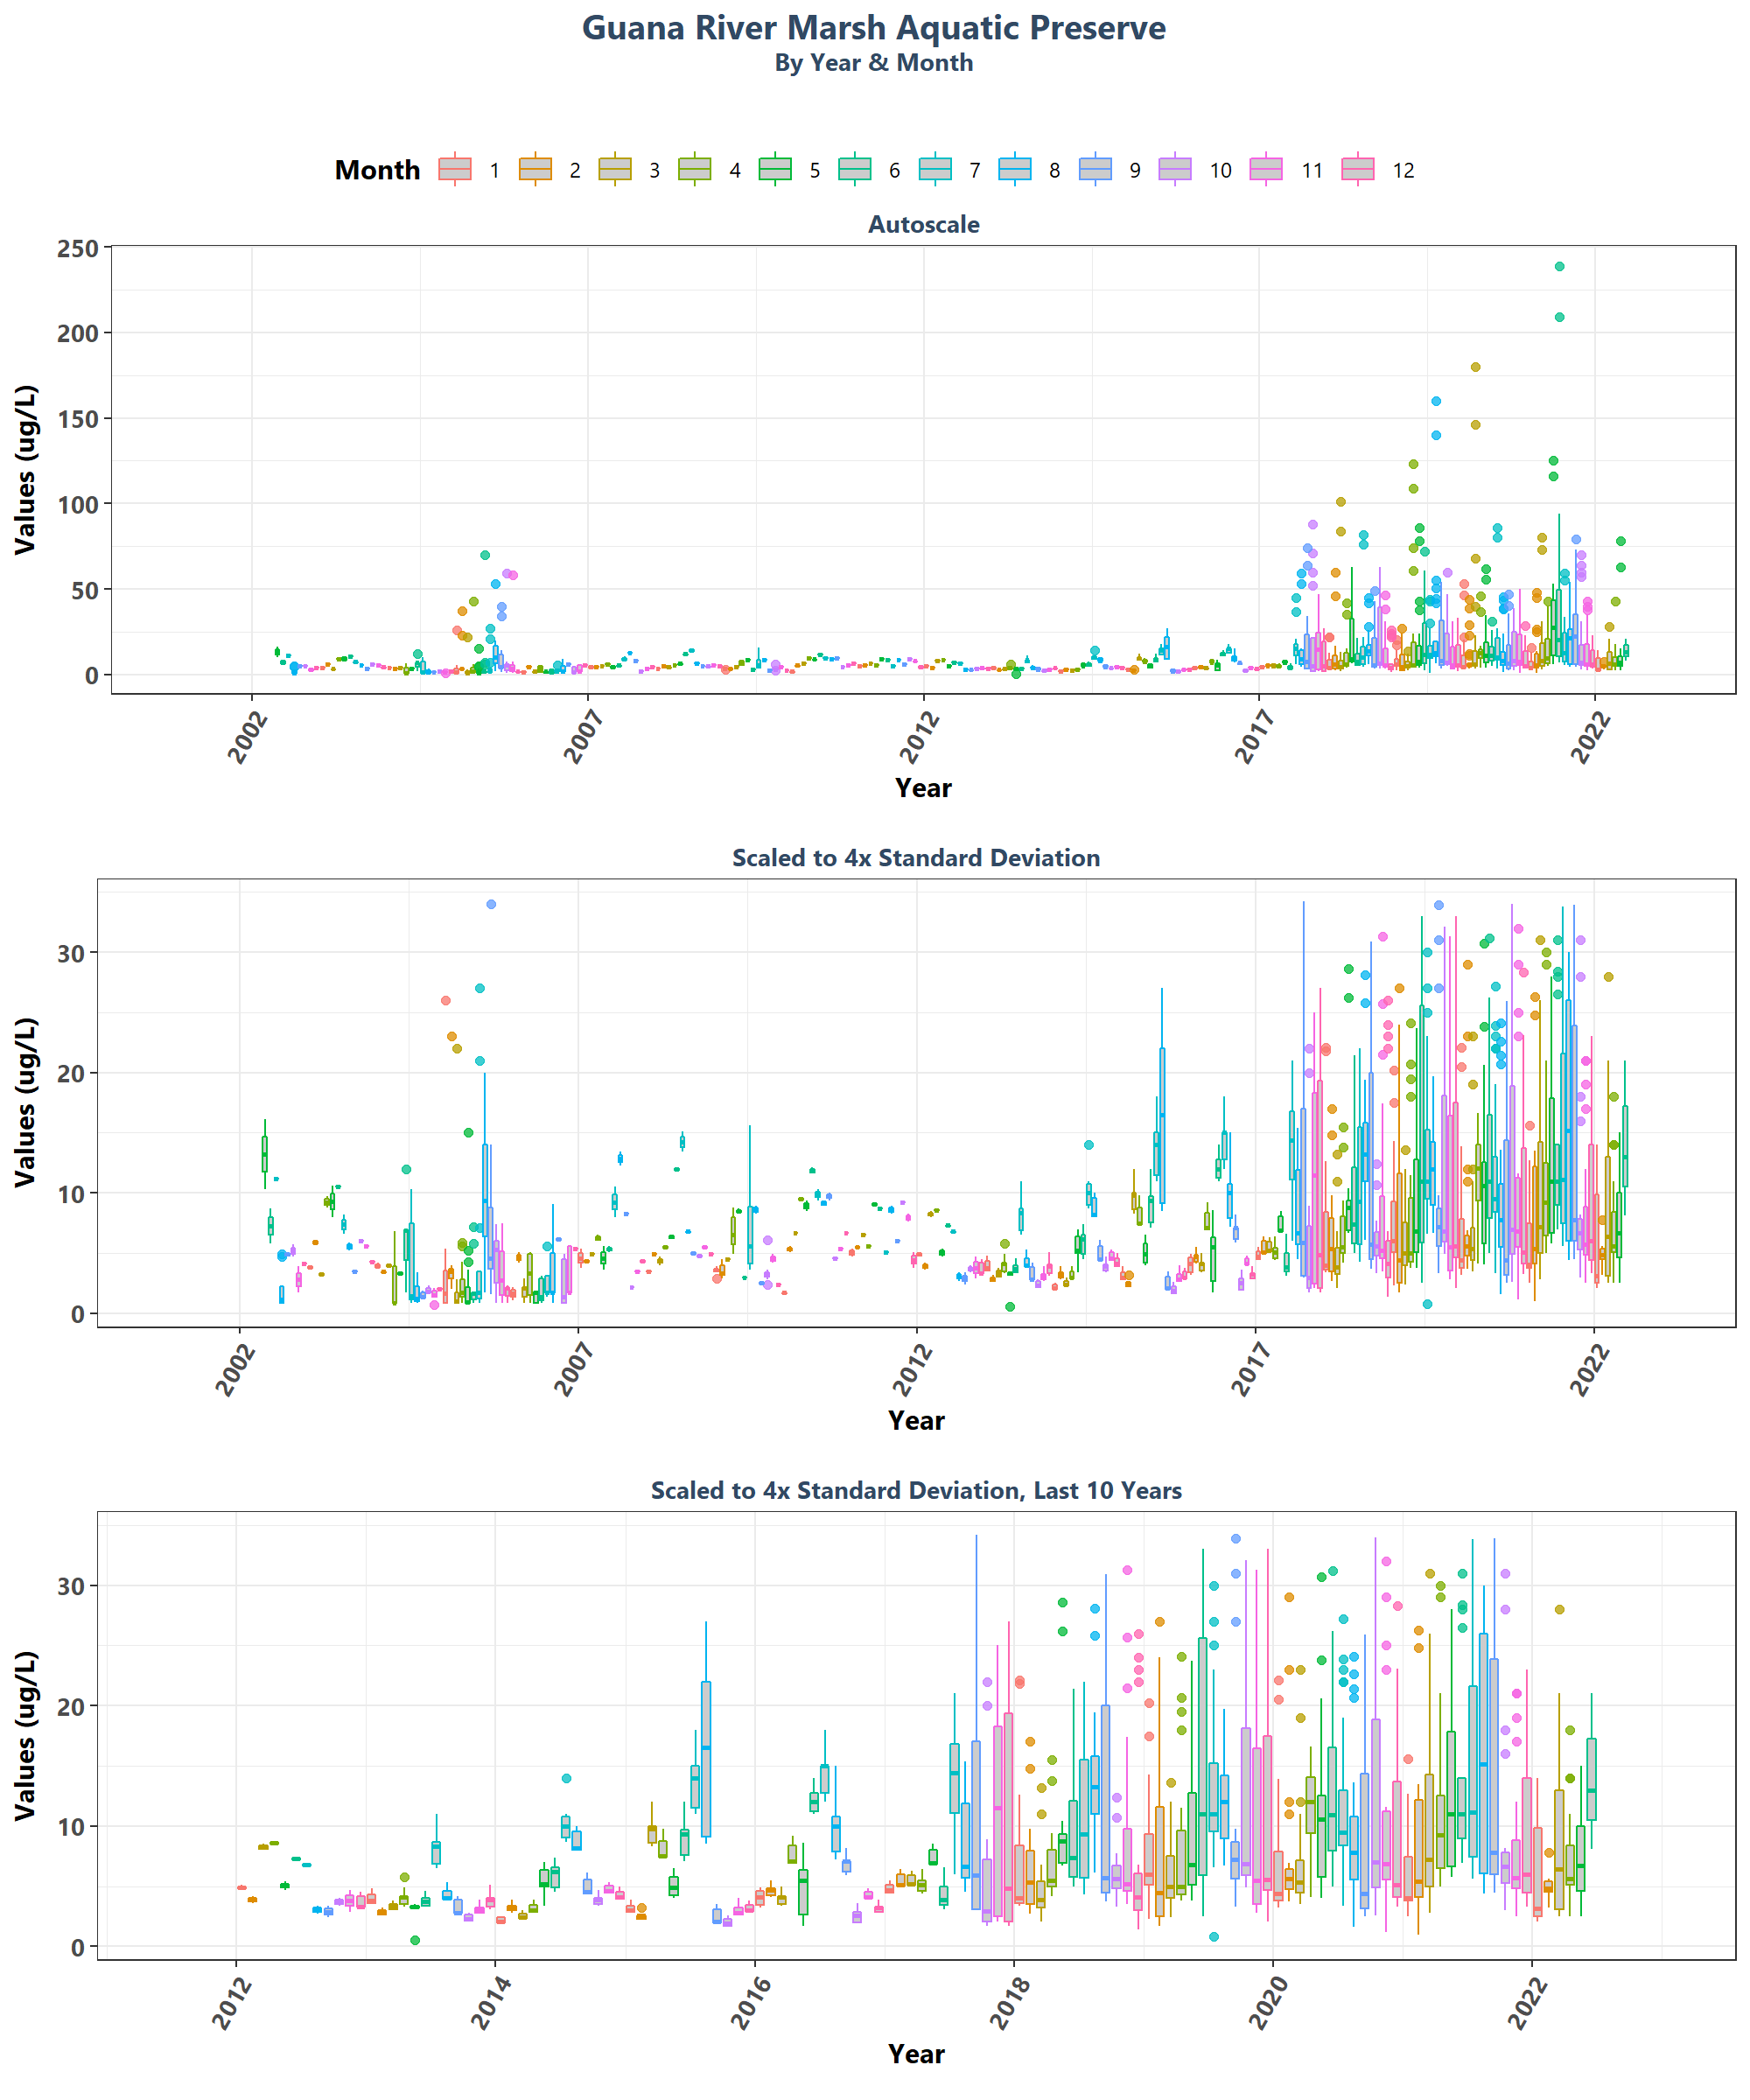 Guana River Marsh Aquatic Preserve
By Year & Month
Month 1 2 3 4 5 6 7 8 9 10 11 12
Autoscale
Values (ug/L)
250
200
150
100
50
0
2002 2007 2012 2017 2022
Year
Scaled to 4x Standard Deviation
Values (ug/L)
30
20
10
0
2002 2007 2012 2017 2022
Year
Scaled to 4x Standard Deviation, Last 10 Years
Values (ug/L)
30
20
10
0
2012 2014 2016 2018 2020 2022
Year